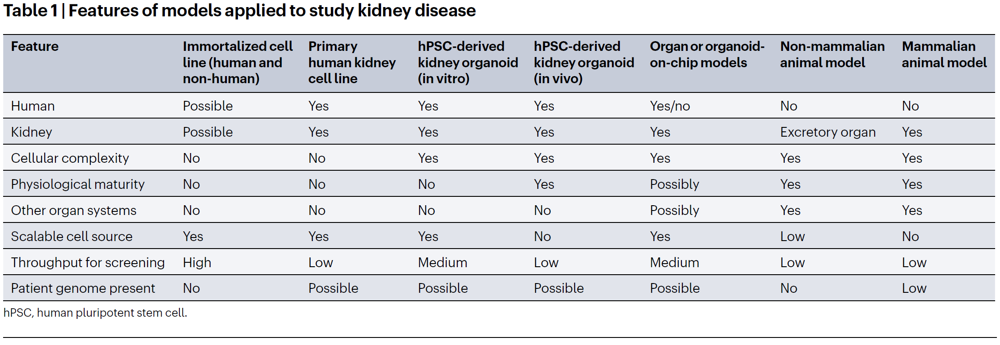 Table 1 | Features of models applied to study kidney disease
Feature Immortalized cell line (human and non-human) Primary human kidney cell line hPSC-derived kidney organoid (in vitro) hPSC-derived kidney organoid (in vivo) Organ or organoid-on-chip models Non-mammalian animal model Mammalian animal model
Human Possible Yes Yes Yes Yes/no No No
Kidney Possible Yes Yes Yes Yes Excretory organ Yes
Cellular complexity No No Yes Yes Yes Yes Yes
Physiological maturity No No No Yes Possibly Yes Yes
Other organ systems No No No No Possibly Yes Yes
Scalable cell source Yes Yes Yes No Yes Low No
Throughput for screening High Low Medium Low Medium Low Low
Patient genome present No Possible Possible Possible Possible No Low
hPSC, human pluripotent stem cell.